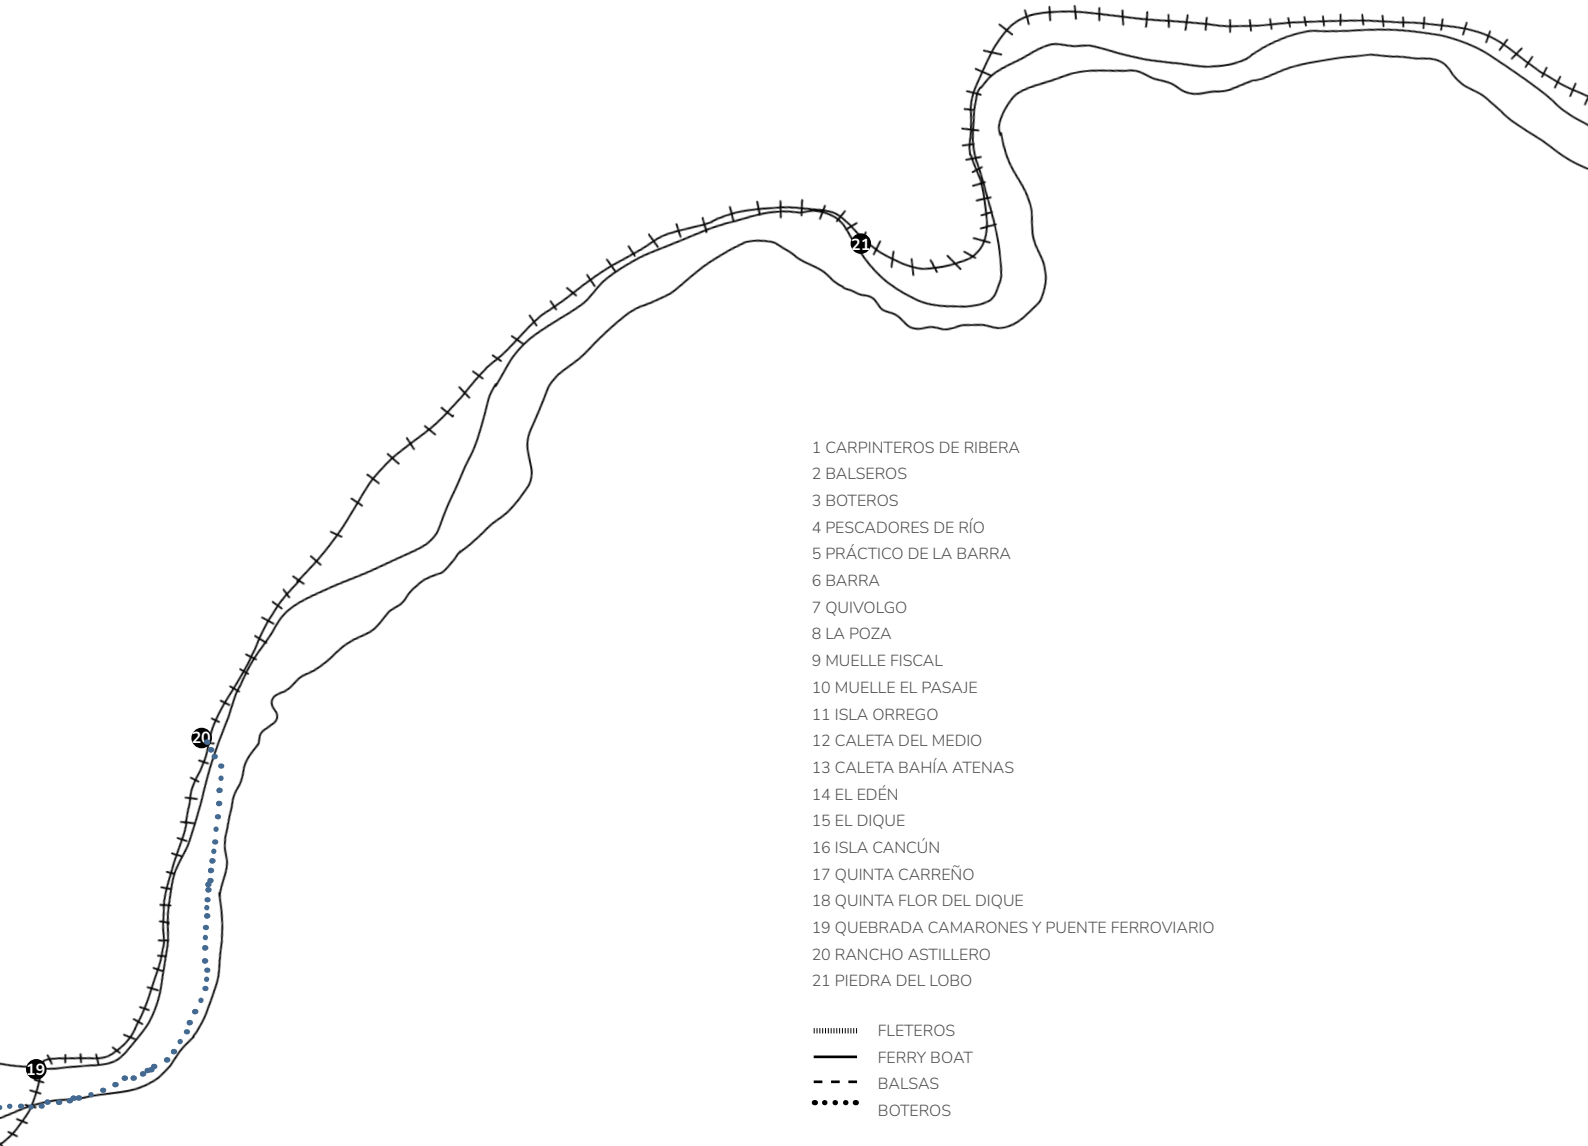 21
1 CARPINTEROS DE RIBERA
2 BALSEROS
3 BOTEROS
4 PESCADORES DE RÍO
5 PRÁCTICO DE LA BARRA
6 BARRA
7 QUIVOLGO
8 LA POZA
9 MUELLE FISCAL
10 MUELLE EL PASAJE
11 ISLA ORREGO
12 CALETA DEL MEDIO
13 CALETA BAHÍA ATENAS
14 EL EDÉN
15 EL DIQUE
16 ISLA CANCÚN
17 QUINTA CARREÑO
18 QUINTA FLOR DEL DIQUE
19 QUEBRADA CAMARONES Y PUENTE FERROVIARIO
20 RANCHO ASTILLERO
21 PIEDRA DEL LOBO
FLETEROS
FERRY BOAT
BALSAS
BOTEROS
20
19